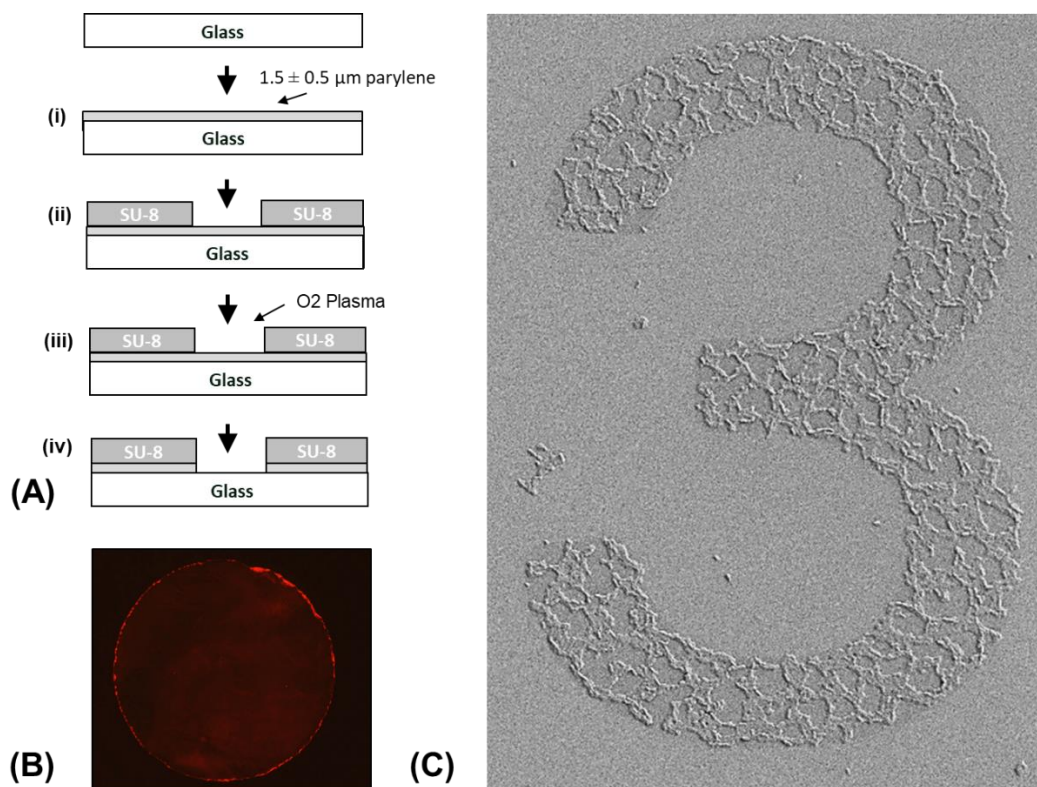 Glass
1.5 ± 0.5 µm parylene
(i)
Glass
(ii)
SU-8 SU-8
Glass
O2 Plasma
(iii)
SU-8 SU-8
Glass
(iv)
SU-8 SU-8
Glass
(A)
(B)
(C)
3